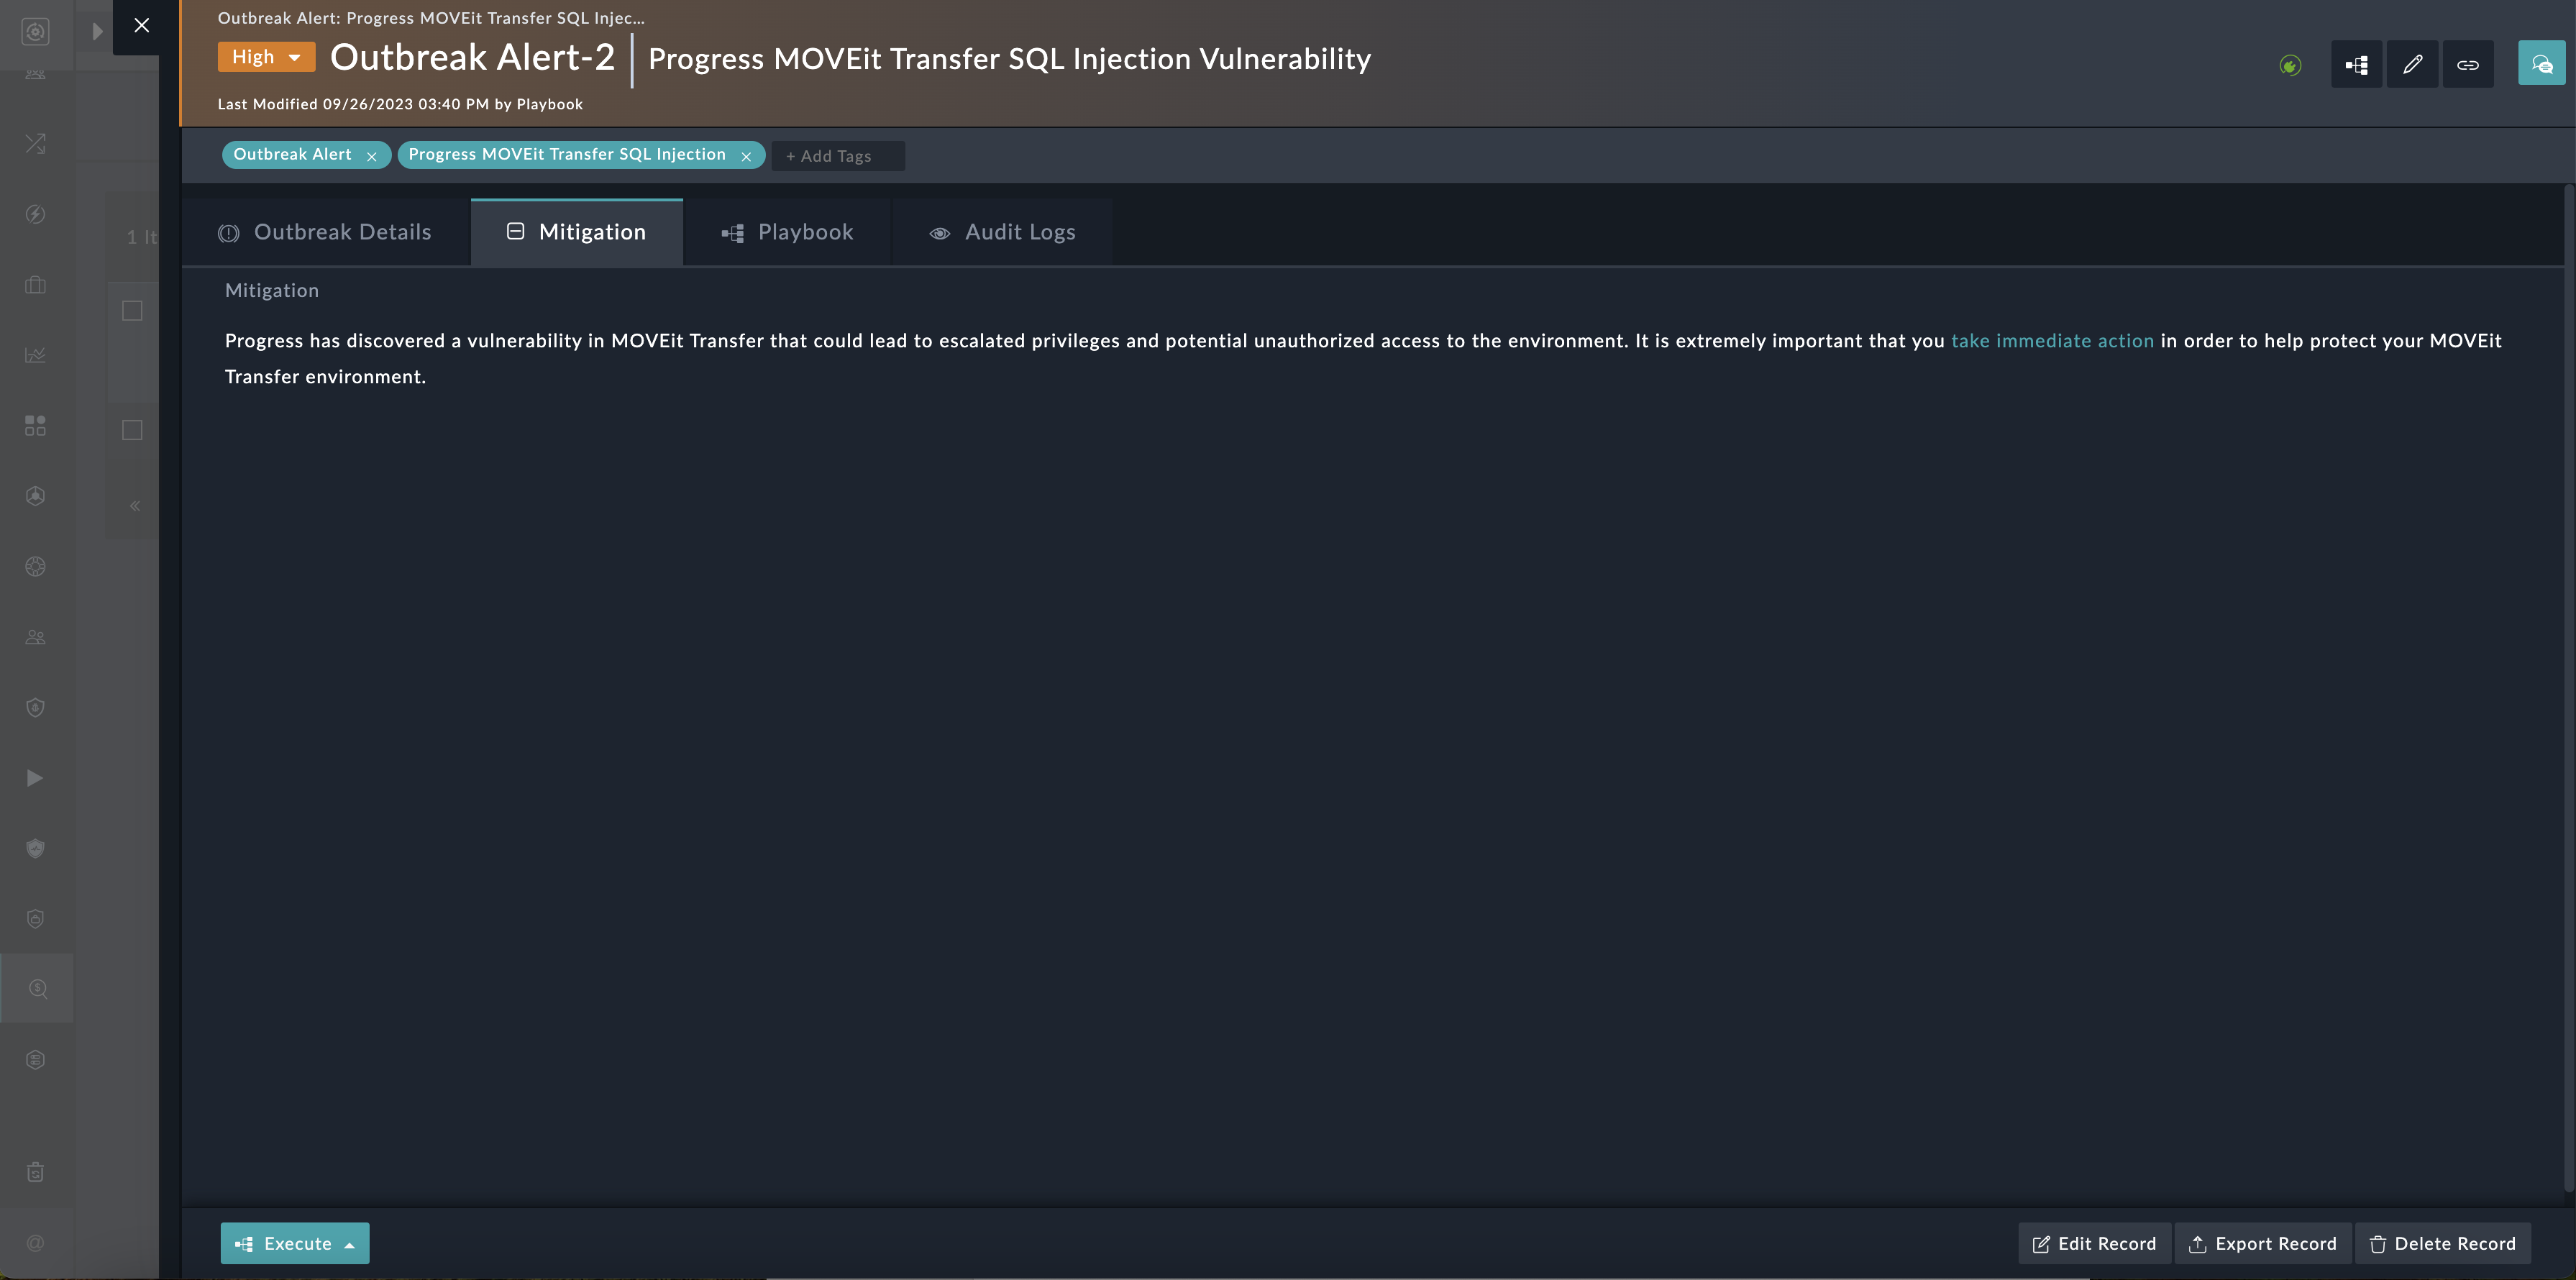 Outbreak Alert: Progress MOVEit Transfer SQL Injec...
High
Outbreak Alert-2
Progress MOVEit Transfer SQL Injection Vulnerability
Last Modified 09/26/2023 03:40 PM by Playbook
Outbreak Alert
Progress MOVEit Transfer SQL Injection
+ Add Tags
Outbreak Details
Mitigation
Playbook
Audit Logs
1 It
Mitigation
Progress has discovered a vulnerability in MOVEit Transfer that could lead to escalated privileges and potential unauthorized access to the environment. It is extremely important that you take immediate action in order to help protect your MOVEit
Transfer environment.
Execute
Edit Record
Export Record
Delete Record